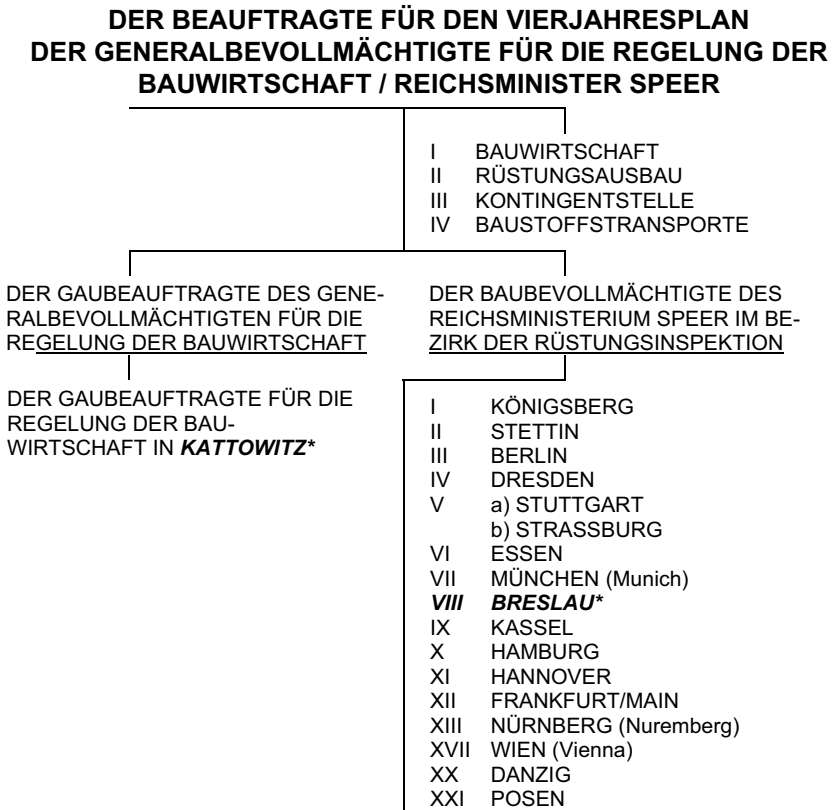 DER BEAUFTRAGTE FÜR DEN VIERJAHRESPLAN
DER GENERALBEVOLLMÄCHTIGTE FÜR DIE REGELUNG DER
BAUWIRTSCHAFT / REICHSMINISTER SPEER
I BAUWIRTSCHAFT
II RÜSTUNGSAUSBAU
III KONTINGENTSTELLE
IV BAUSTOFFSTRANSPORTE
DER GAUBEAUFTRAGTE DES GENE-
RALBEVOLLMÄCHTIGTEN FÜR DIE
REGELUNG DER BAUWIRTSCHAFT
DER GAUBEAUFTRAGTE FÜR DIE
REGELUNG DER BAU-
WIRTSCHAFT IN KATTOWITZ*
DER BAUBEVOLLMÄCHTIGTE DES
REICHSMINISTERIUM SPEER IM BE-
ZIRK DER RÜSTUNGSINSPEKTION
I KÖNIGSBERG
II STETTIN
III BERLIN
IV DRESDEN
V a) STUTTGART
b) STRASSBURG
VI ESSEN
VII MÜNCHEN (Munich)
VIII BRESLAU*
IX KASSEL
X HAMBURG
XI HANNOVER
XII FRANKFURT/MAIN
XIII NÜRNBERG (Nuremberg)
XVII WIEN (Vienna)
XX DANZIG
XXI POSEN